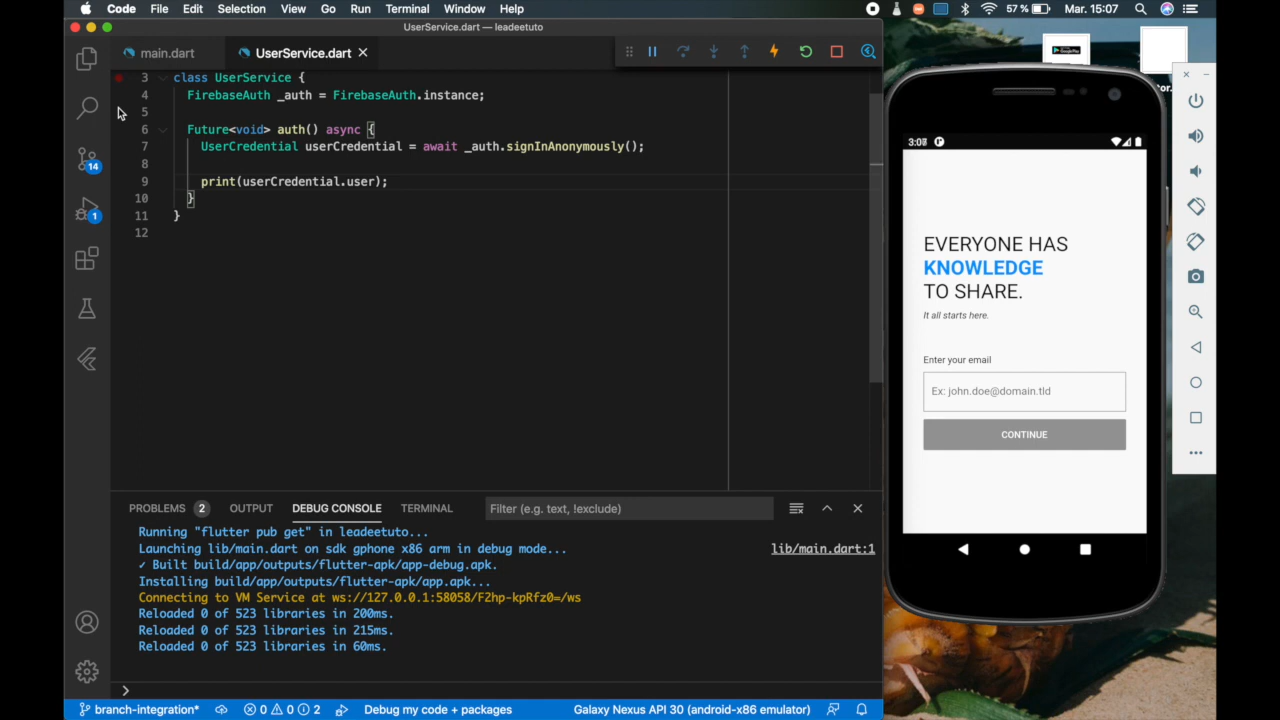 Code File Edit Selection View Go Run Terminal Window Help
57 % Mar. 15:07
UserService.dart — leadeetuto
main.dart
UserService.dart
3 class UserService {
4 FirebaseAuth _auth = FirebaseAuth.instance;
5
6 Future<void> auth() async {
7 UserCredential userCredential = await _auth.signInAnonymously();
8
9 print(userCredential.user);
10 }
11 }
12
14
1
PROBLEMS 2 OUTPUT DEBUG CONSOLE TERMINAL
Filter (e.g. text, !exclude)
Running "flutter pub get" in leadeetuto...
Launching lib/main.dart on sdk gphone x86 arm in debug mode...
lib/main.dart:1
✓ Built build/app/outputs/flutter-apk/app-debug.apk.
Installing build/app/outputs/flutter-apk/app.apk...
Connecting to VM Service at ws://127.0.0.1:58058/F2hp-kpRfz0=/ws
Reloaded 0 of 523 libraries in 200ms.
Reloaded 0 of 523 libraries in 215ms.
Reloaded 0 of 523 libraries in 60ms.
branch-integration* 0 0 2 Debug my code + packages Galaxy Nexus API 30 (android-x86 emulator)
EVERYONE HAS
KNOWLEDGE
TO SHARE.
It all starts here.
Enter your email
Ex: john.doe@domain.tld
CONTINUE